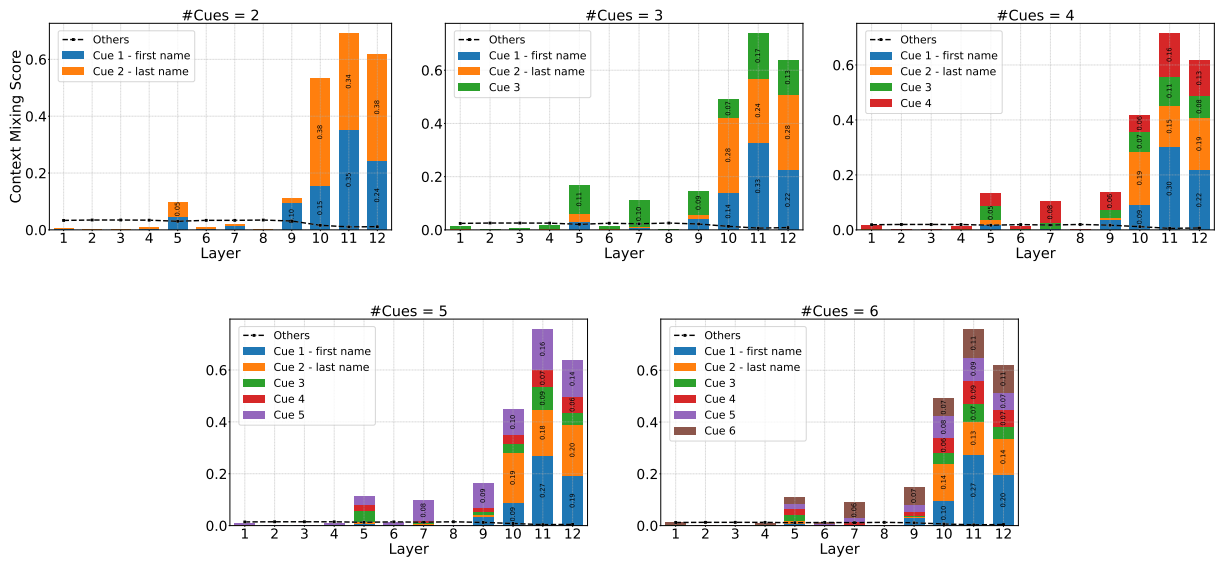 #Cues = 2
Context Mixing Score
0.6
0.4
0.2
0.0
Others
Cue 1 - first name
Cue 2 - last name
0.05
0.10
0.15
0.38
0.35
0.34
0.24
0.38
1 2 3 4 5 6 7 8 9 10 11 12
Layer
#Cues = 3
0.6
0.4
0.2
0.0
Others
Cue 1 - first name
Cue 2 - last name
Cue 3
0.11
0.10
0.09
0.14
0.28
0.07
0.33
0.24
0.17
0.22
0.28
0.13
1 2 3 4 5 6 7 8 9 10 11 12
Layer
#Cues = 4
0.6
0.4
0.2
0.0
Others
Cue 1 - first name
Cue 2 - last name
Cue 3
Cue 4
0.05
0.08
0.06
0.09
0.19
0.07
0.06
0.30
0.15
0.11
0.16
0.22
0.19
0.08
0.13
1 2 3 4 5 6 7 8 9 10 11 12
Layer
#Cues = 5
0.6
0.4
0.2
0.0
Others
Cue 1 - first name
Cue 2 - last name
Cue 3
Cue 4
Cue 5
0.08
0.09
0.09
0.19
0.10
0.27
0.18
0.09
0.07
0.16
0.19
0.20
0.06
0.14
1 2 3 4 5 6 7 8 9 10 11 12
Layer
#Cues = 6
0.6
0.4
0.2
0.0
Others
Cue 1 - first name
Cue 2 - last name
Cue 3
Cue 4
Cue 5
Cue 6
0.06
0.07
0.10
0.14
0.06
0.08
0.07
0.27
0.13
0.07
0.09
0.09
0.11
0.20
0.14
0.07
0.07
0.11
1 2 3 4 5 6 7 8 9 10 11 12
Layer